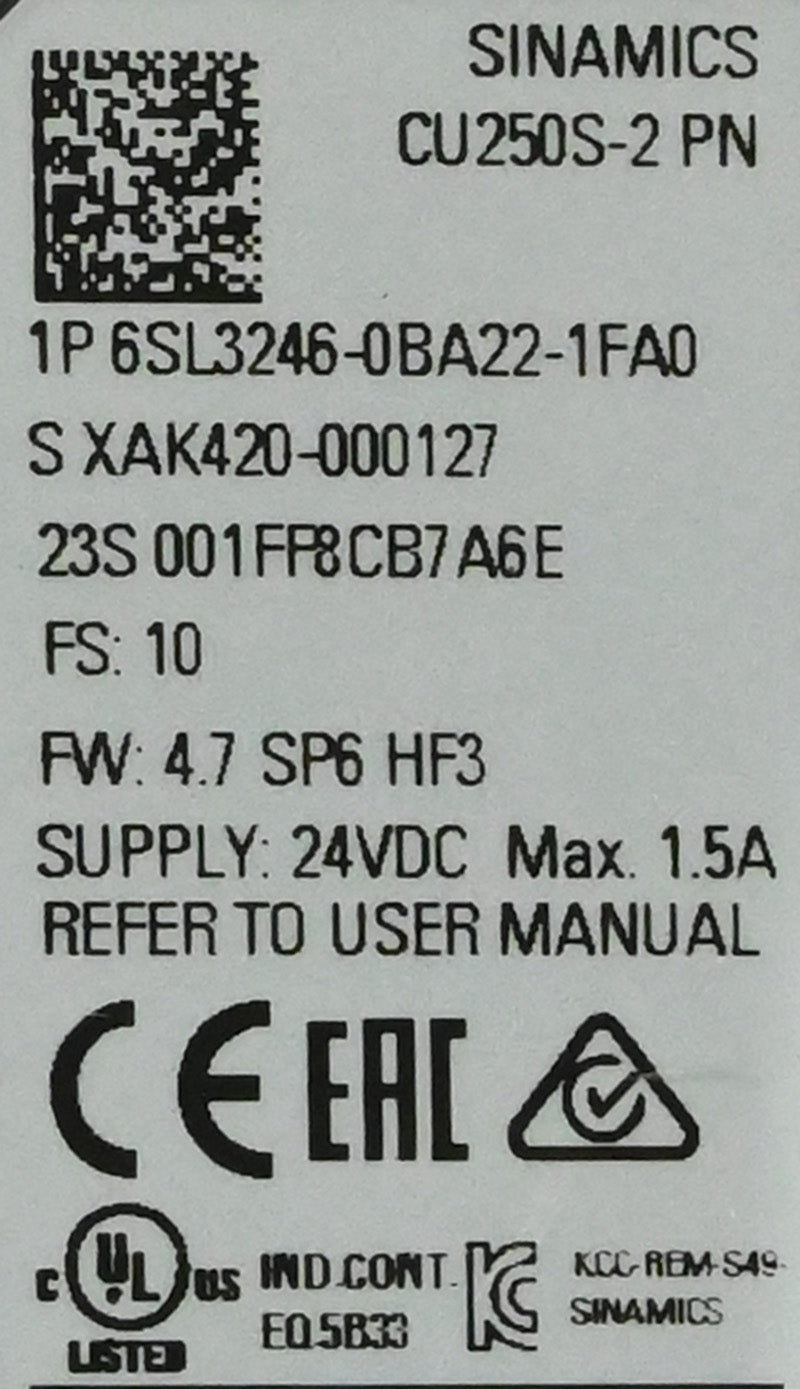 SINAMICS
CU250S-2 PN
1P 6SL3246-0BA22-1FA0
S XAK420-000127
23S 001FF8CB7A6E
FS: 10
FW: 4.7 SP6 HF3
SUPPLY: 24VDC Max. 1.5A
REFER TO USER MANUAL
CE EAC
C UL US LISTED
IND.CONT.
EQ.5B33
KCC-REM-S49-
SINAMICS